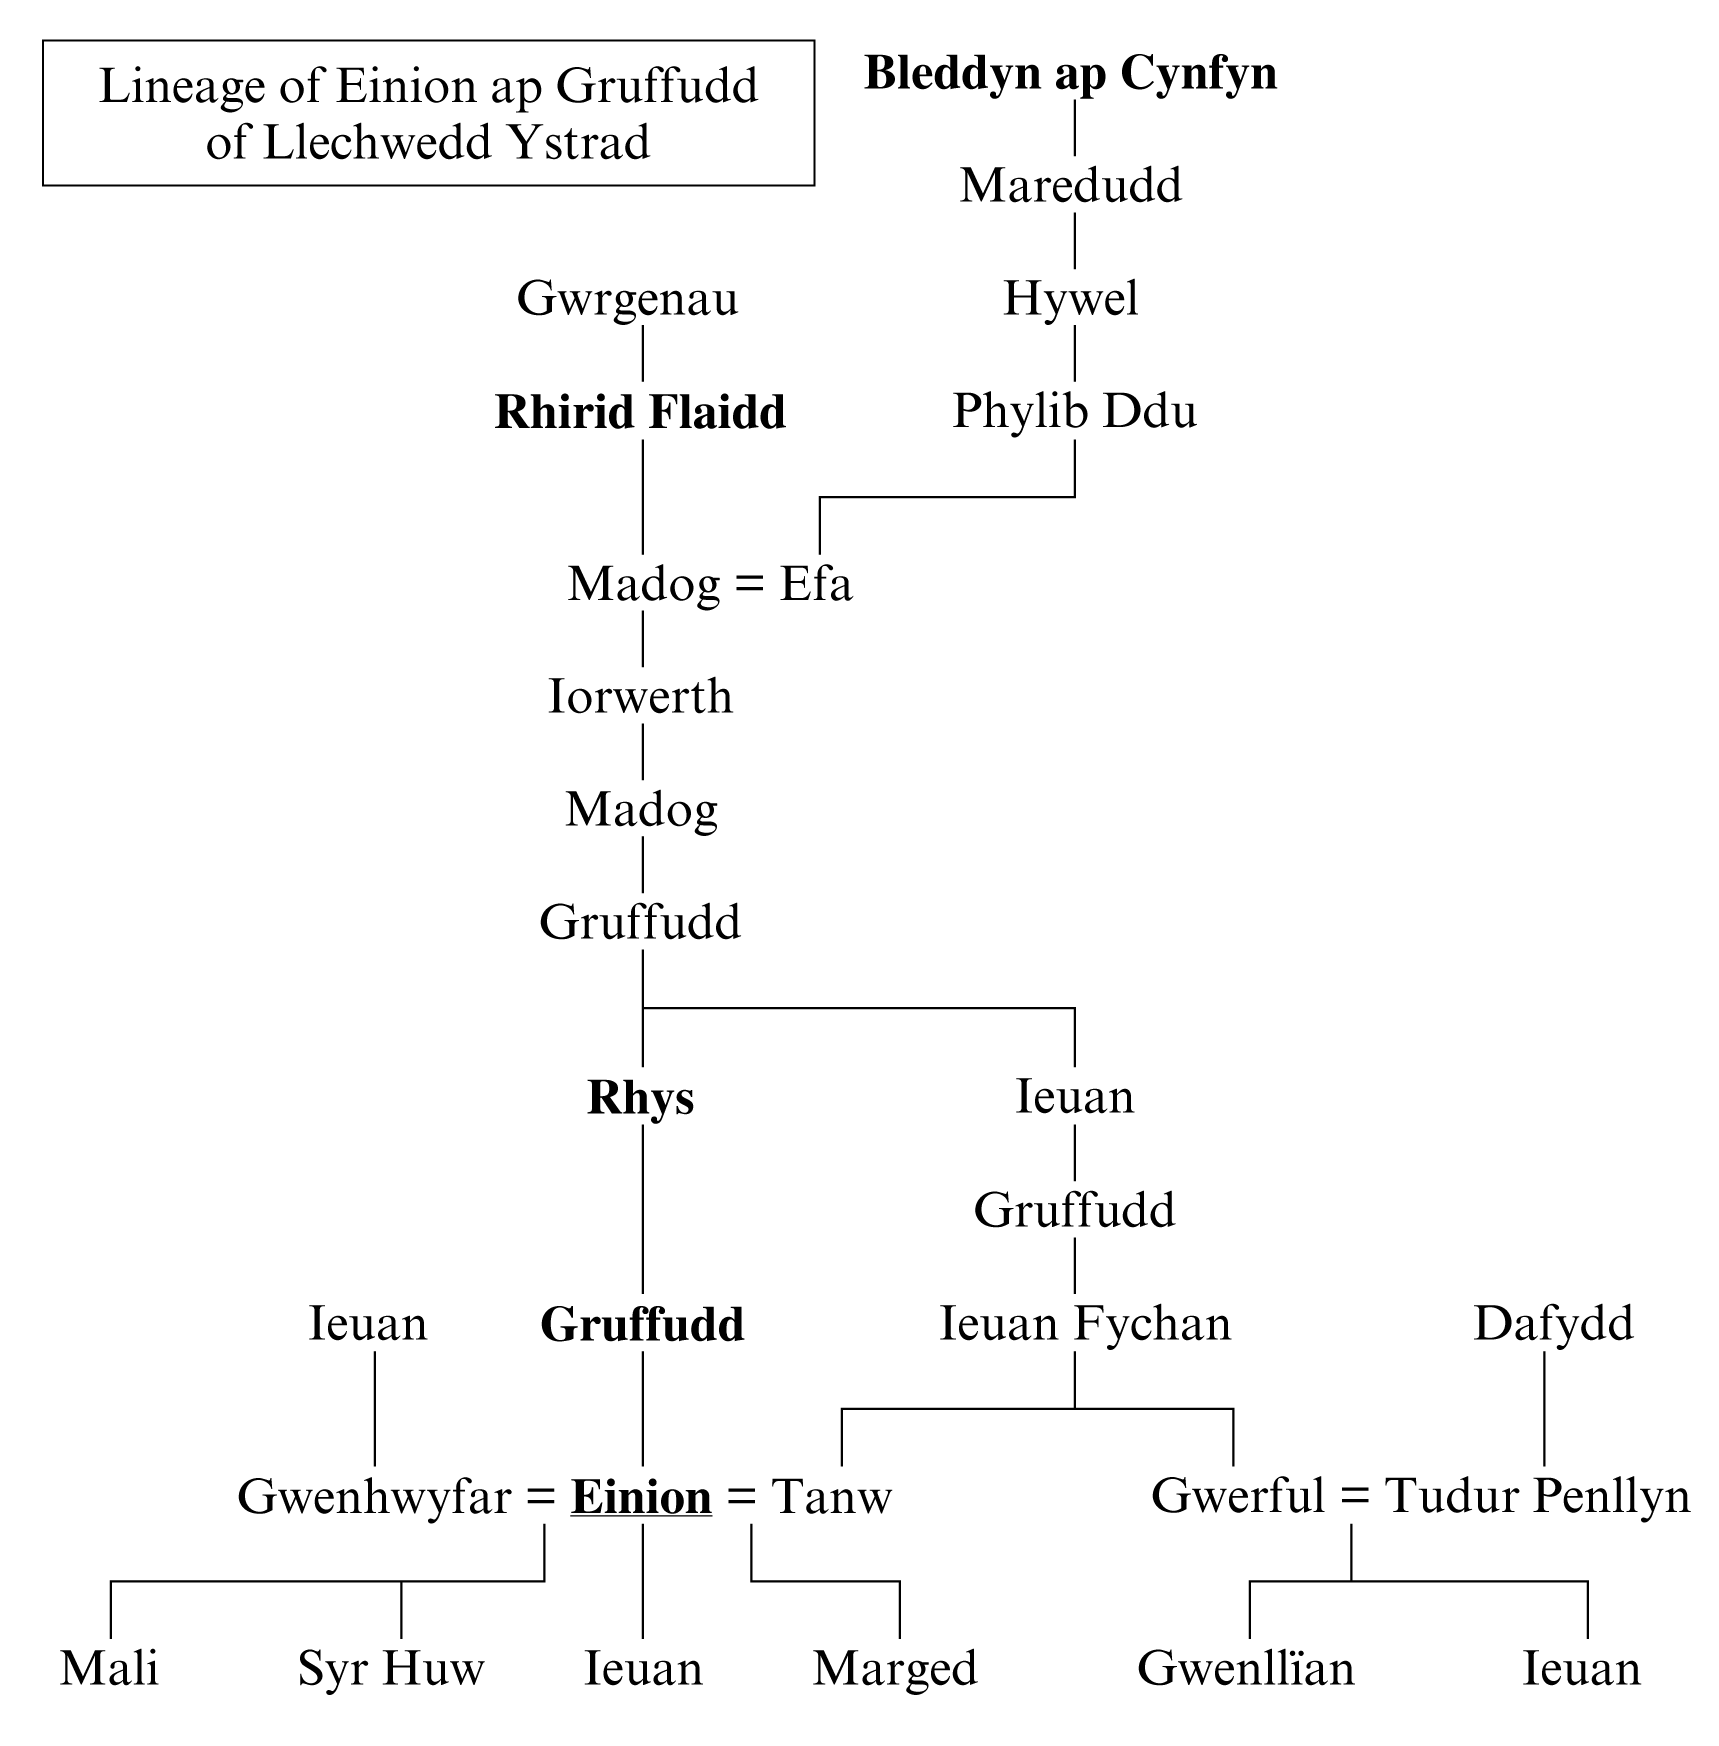 Lineage of Einion ap Gruffudd
of Llechwedd Ystrad
Bleddyn ap Cynfyn
Maredudd
Gwrgenau
Hywel
Rhirid Flaidd
Phylib Ddu
Madog = Efa
Iorwerth
Madog
Gruffudd
Rhys
Ieuan
Gruffudd
Ieuan
Gruffudd
Ieuan Fychan
Dafydd
Gwenhwyfar = Einion = Tanw
Gwerful = Tudur Penllyn
Mali
Syr Huw
Ieuan
Marged
Gwenllïan
Ieuan